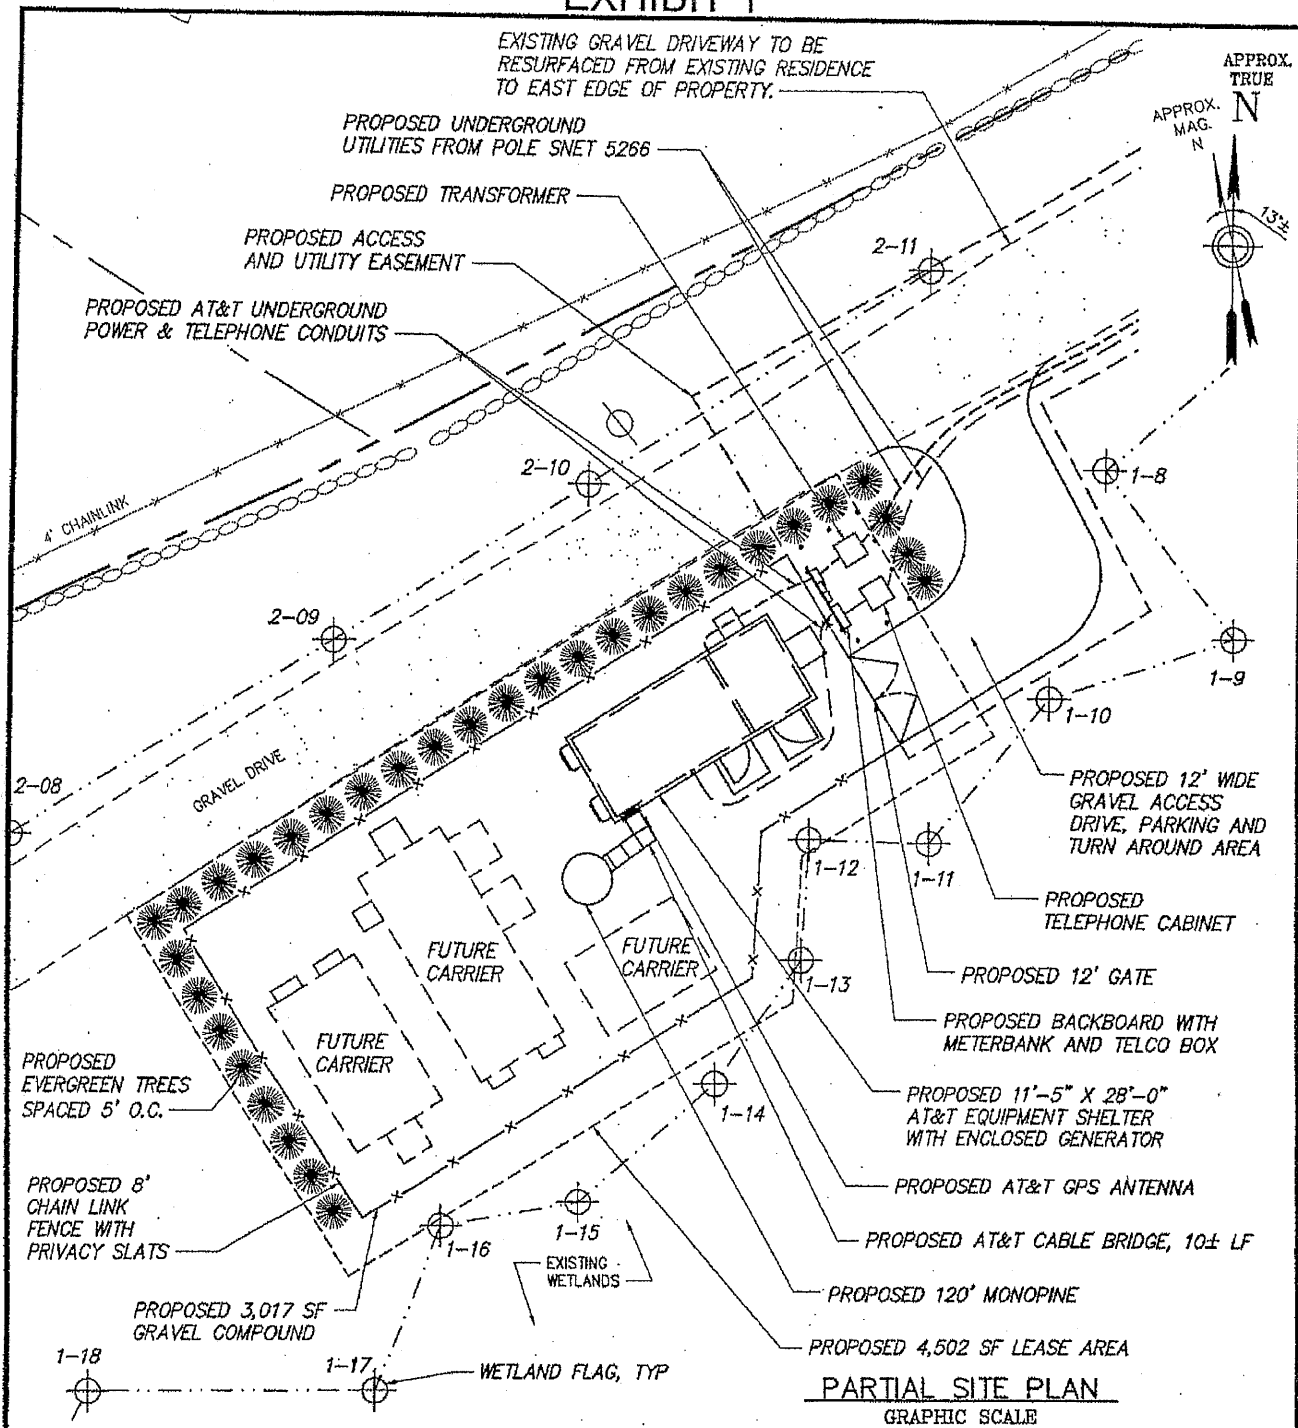 EXHIBIT 1
EXISTING GRAVEL DRIVEWAY TO BE
RESURFACED FROM EXISTING RESIDENCE
TO EAST EDGE OF PROPERTY.
APPROX.
TRUE
N
APPROX.
MAG.
N
13°±
PROPOSED UNDERGROUND
UTILITIES FROM POLE SNET 5266
PROPOSED TRANSFORMER
PROPOSED ACCESS
AND UTILITY EASEMENT
PROPOSED AT&T UNDERGROUND
POWER & TELEPHONE CONDUITS
2-11
2-10
1-8
4' CHAINLINK
2-09
1-9
1-10
2-08
GRAVEL DRIVE
PROPOSED 12' WIDE
GRAVEL ACCESS
DRIVE, PARKING AND
TURN AROUND AREA
1-12
1-11
PROPOSED
TELEPHONE CABINET
FUTURE
CARRIER
FUTURE
CARRIER
1-13
PROPOSED 12' GATE
FUTURE
CARRIER
PROPOSED BACKBOARD WITH
METERBANK AND TELCO BOX
PROPOSED
EVERGREEN TREES
SPACED 5' O.C.
1-14
PROPOSED 11'-5" X 28'-0"
AT&T EQUIPMENT SHELTER
WITH ENCLOSED GENERATOR
PROPOSED 8'
CHAIN LINK
FENCE WITH
PRIVACY SLATS
PROPOSED AT&T GPS ANTENNA
1-15
1-16
PROPOSED AT&T CABLE BRIDGE, 10± LF
EXISTING
WETLANDS
PROPOSED 120' MONOPINE
PROPOSED 3,017 SF
GRAVEL COMPOUND
PROPOSED 4,502 SF LEASE AREA
1-18
1-17
WETLAND FLAG, TYP
PARTIAL SITE PLAN
GRAPHIC SCALE